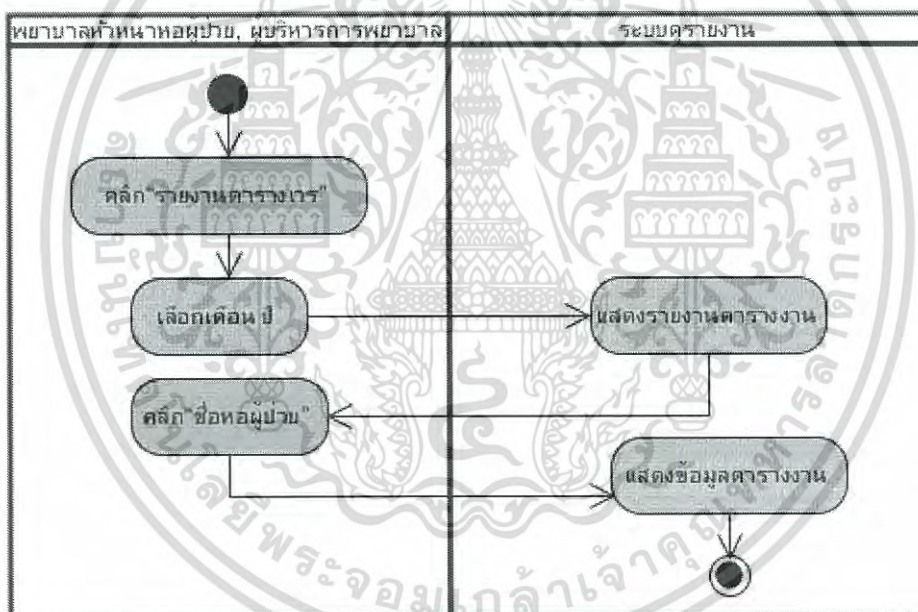 พยาบาลหัวหน้าหอผู้ป่วย, ผู้บริหารการพยาบาล
ระบบดูรายงาน
คลิก"รายงานตารางเวร"
เลือกเดือน ปี
แสดงรายงานตารางงาน
คลิก"ชื่อหอผู้ป่วย"
แสดงข้อมูลตารางงาน